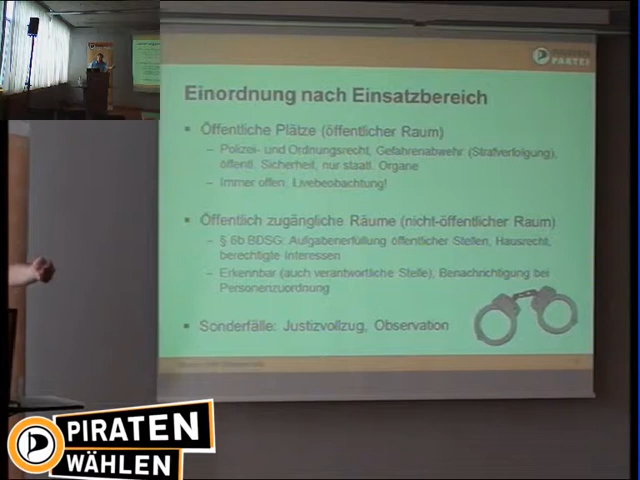 PIRATEN
PARTEI
Einordnung nach Einsatzbereich
Öffentliche Plätze (öffentlicher Raum)
– Polizei- und Ordnungsrecht, Gefahrenabwehr (Strafverfolgung),
öffentl. Sicherheit, nur staatl. Organe
– Immer offen. Livebeobachtung!
Öffentlich zugängliche Räume (nicht-öffentlicher Raum)
– § 6b BDSG: Aufgabenerfüllung öffentlicher Stellen, Hausrecht,
berechtigte Interessen
– Erkennbar (auch verantwortliche Stelle), Benachrichtigung bei
Personenzuordnung
Sonderfälle: Justizvollzug, Observation
PIRATEN
WÄHLEN